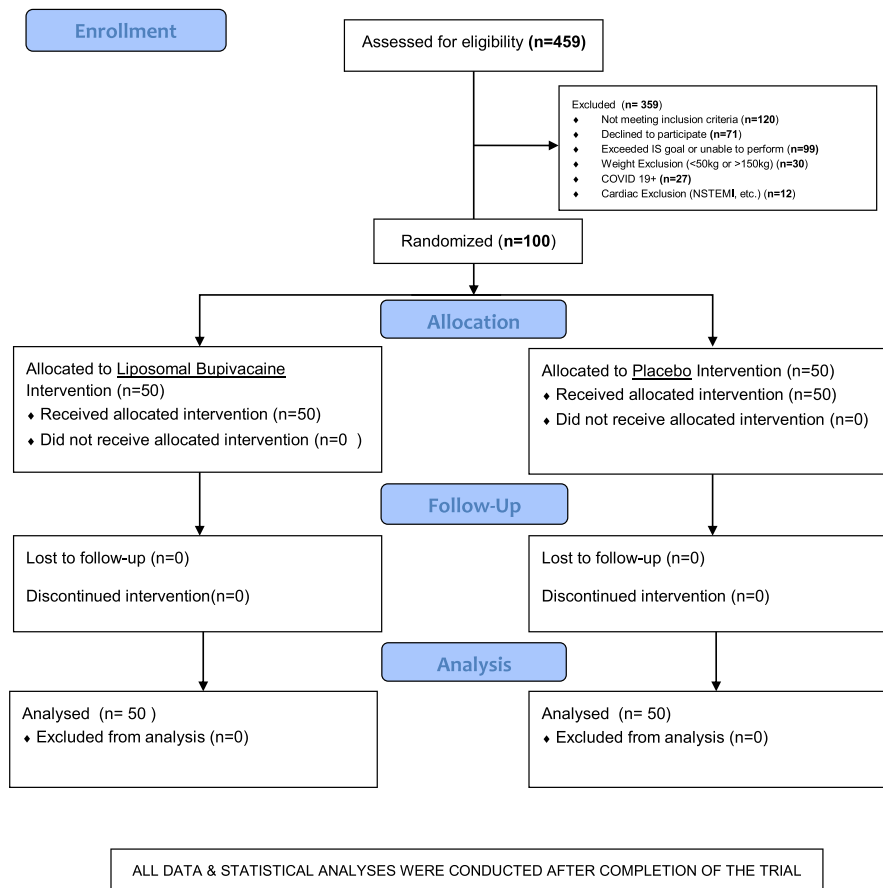 Enrollment
Assessed for eligibility (n=459)
Excluded (n= 359)
♦ Not meeting inclusion criteria (n=120)
♦ Declined to participate (n=71)
♦ Exceeded IS goal or unable to perform (n=99)
♦ Weight Exclusion (<50kg or >150kg) (n=30)
♦ COVID 19+ (n=27)
♦ Cardiac Exclusion (NSTEMI, etc.) (n=12)
Randomized (n=100)
Allocation
Allocated to Liposomal Bupivacaine
Intervention (n=50)
♦ Received allocated intervention (n=50)
♦ Did not receive allocated intervention (n=0 )
Allocated to Placebo Intervention (n=50)
♦ Received allocated intervention (n=50)
♦ Did not receive allocated intervention (n=0)
Follow-Up
Lost to follow-up (n=0)
Discontinued intervention(n=0)
Lost to follow-up (n=0)
Discontinued intervention (n=0)
Analysis
Analysed (n= 50 )
♦ Excluded from analysis (n=0)
Analysed (n= 50)
♦ Excluded from analysis (n=0)
ALL DATA & STATISTICAL ANALYSES WERE CONDUCTED AFTER COMPLETION OF THE TRIAL